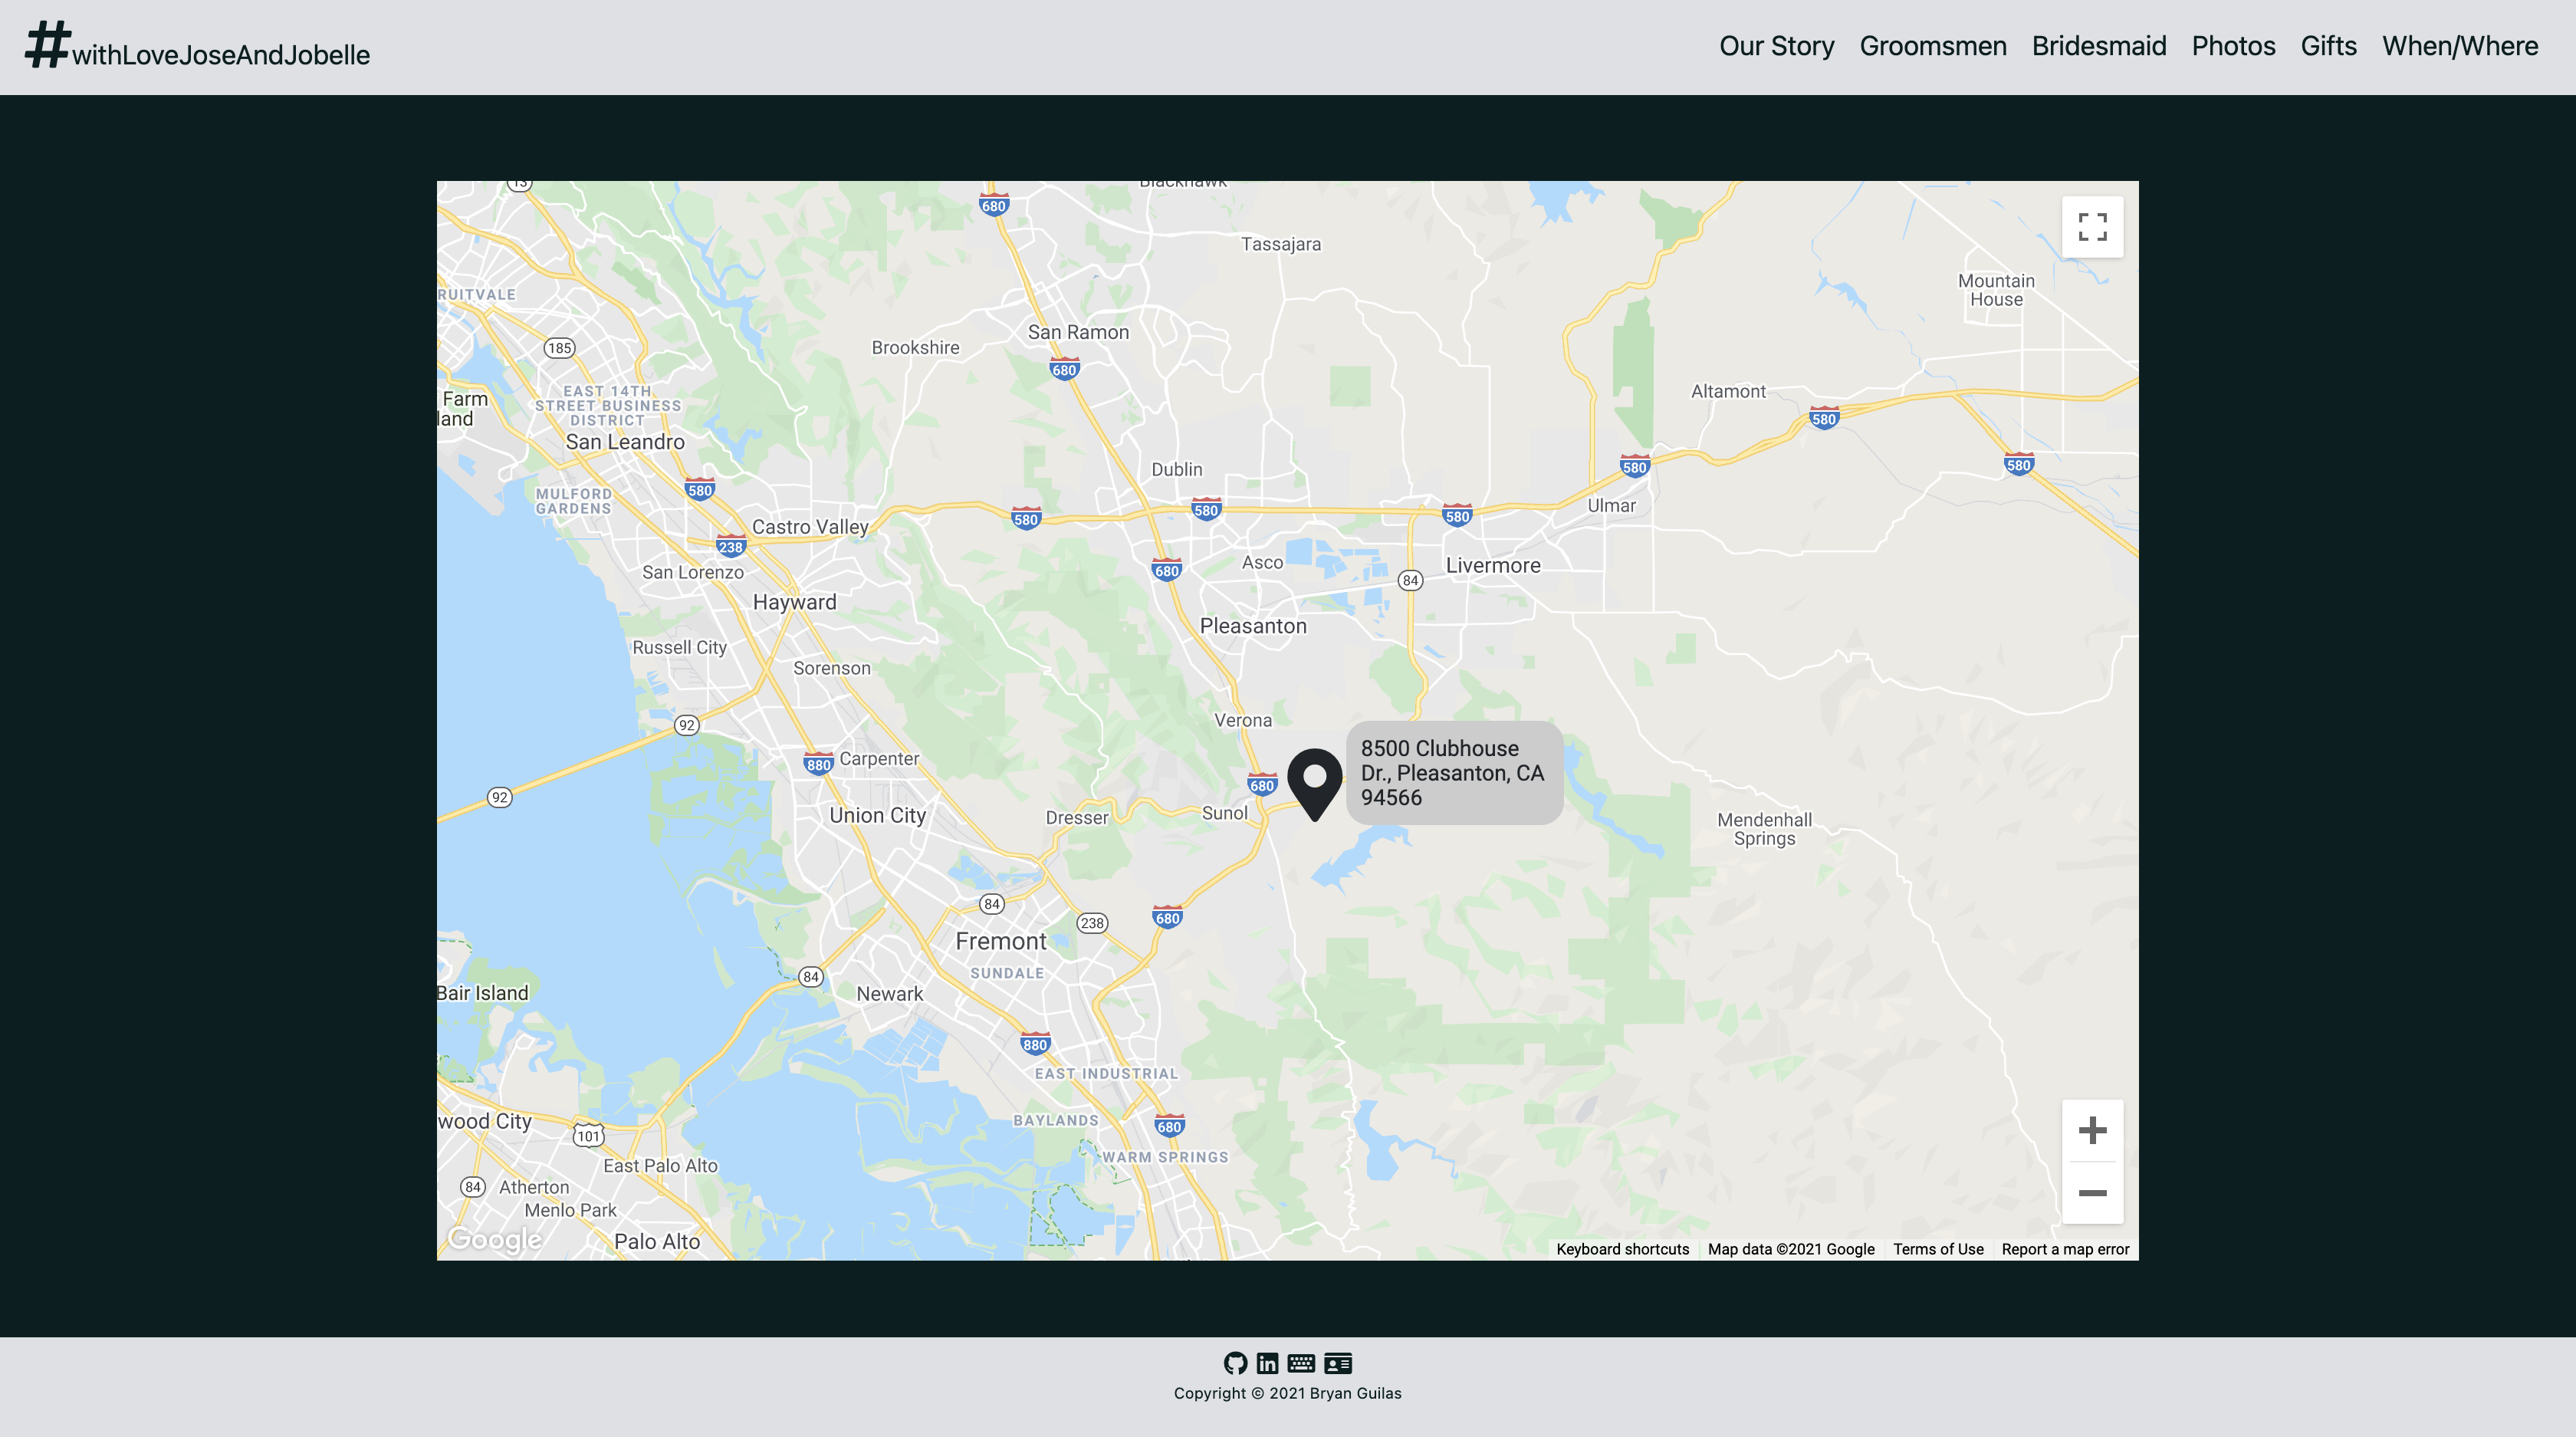 #withLoveJoseAndJobelle
Our Story Groomsmen Bridesmaid Photos Gifts When/Where
13
680
Blackhawk
Tassajara
Mountain
House
RUITVALE
San Ramon
185
Brookshire
680
EAST 14TH
STREET BUSINESS
DISTRICT
Farm
land
Altamont
580
San Leandro
Dublin
580
580
MULFORD
GARDENS
580
580
580
580
Ulmar
Castro Valley
238
San Lorenzo
680
Asco
84
Livermore
Hayward
Pleasanton
Russell City
Sorenson
92
Verona
8500 Clubhouse
Dr., Pleasanton, CA
94566
880
Carpenter
680
92
Union City
Dresser
Sunol
Mendenhall
Springs
84
238
680
Fremont
SUNDALE
84
Newark
Bair Island
880
EAST INDUSTRIAL
wood City
101
BAYLANDS
680
WARM SPRINGS
East Palo Alto
84
Atherton
Menlo Park
Google
Palo Alto
Keyboard shortcuts Map data ©2021 Google Terms of Use Report a map error
Copyright © 2021 Bryan Guilas